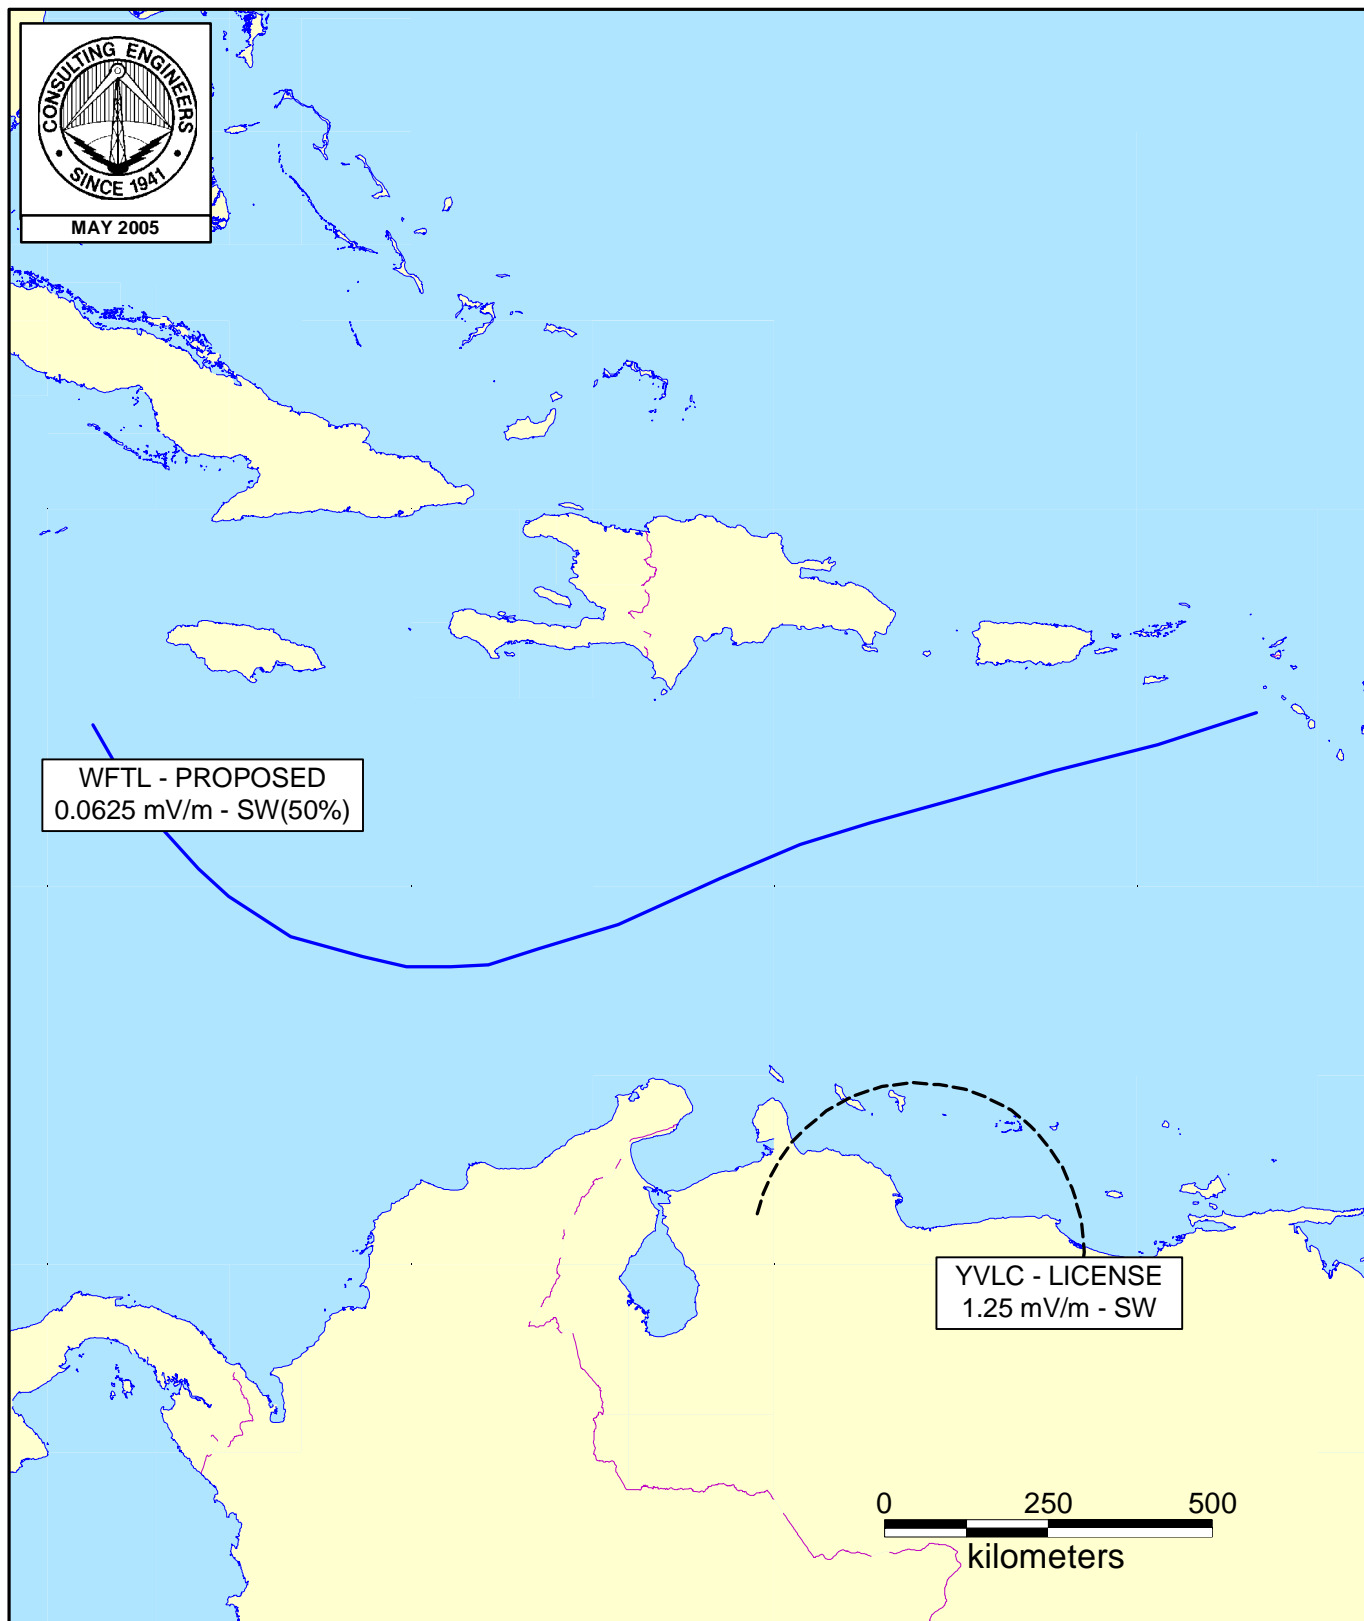 CONSULTING ENGINEERS
SINCE 1941
MAY 2005
WFTL - PROPOSED
0.0625 mV/m - SW(50%)
YVLC - LICENSE
1.25 mV/m - SW
0 250 500
kilometers